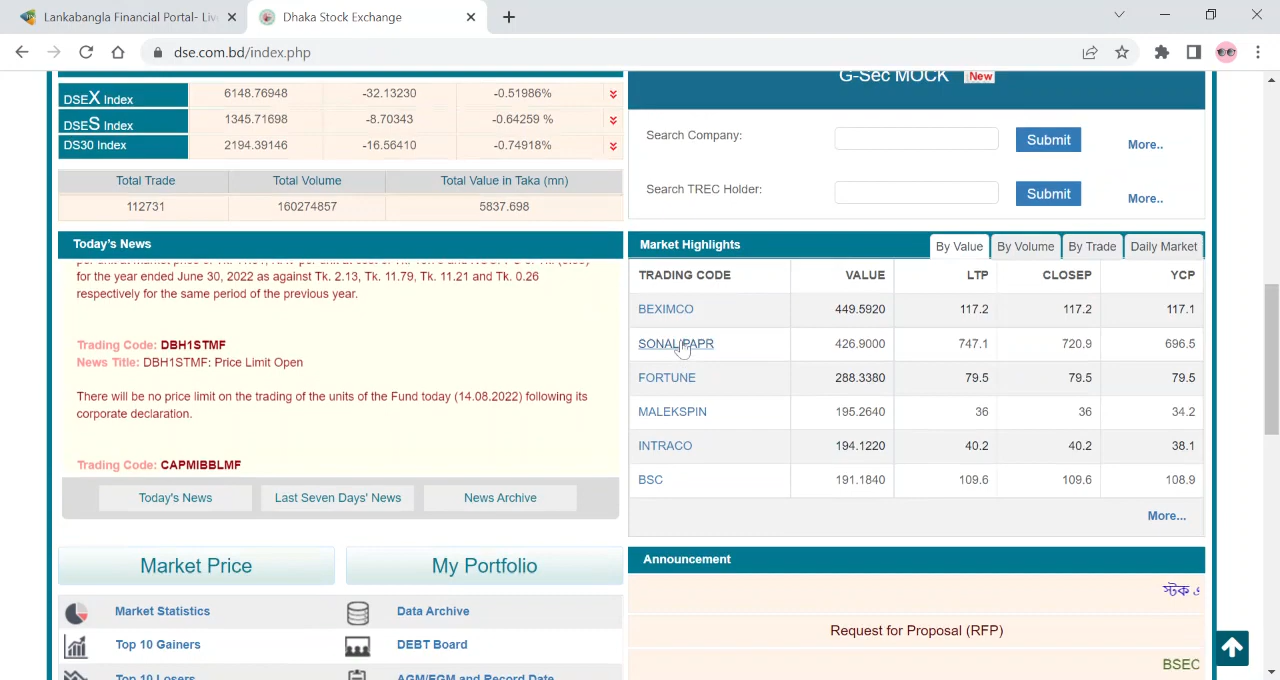 Lankabangla Financial Portal- Liv
Dhaka Stock Exchange
dse.com.bd/index.php
DSEX Index 6148.76948 -32.13230 -0.51986%
DSES Index 1345.71698 -8.70343 -0.64259 %
DS30 Index 2194.39146 -16.56410 -0.74918%
Total Trade Total Volume Total Value in Taka (mn)
112731 160274857 5837.698
Today's News
for the year ended June 30, 2022 as against Tk. 2.13, Tk. 11.79, Tk. 11.21 and Tk. 0.26
respectively for the same period of the previous year.
Trading Code: DBH1STMF
News Title: DBH1STMF: Price Limit Open
There will be no price limit on the trading of the units of the Fund today (14.08.2022) following its
corporate declaration.
Trading Code: CAPMIBBLMF
Today's News Last Seven Days' News News Archive
Market Price My Portfolio
Market Statistics Data Archive
Top 10 Gainers DEBT Board
Top 10 Losers AGM/EGM and Record Date
G-Sec MOCK New
Search Company: Submit More..
Search TREC Holder: Submit More..
Market Highlights By Value By Volume By Trade Daily Market
TRADING CODE VALUE LTP CLOSEP YCP
BEXIMCO 449.5920 117.2 117.2 117.1
SONALIPAPR 426.9000 747.1 720.9 696.5
FORTUNE 288.3380 79.5 79.5 79.5
MALEKSPIN 195.2640 36 36 34.2
INTRACO 194.1220 40.2 40.2 38.1
BSC 191.1840 109.6 109.6 108.9
More...
Announcement
স্টক এ
Request for Proposal (RFP)
BSEC